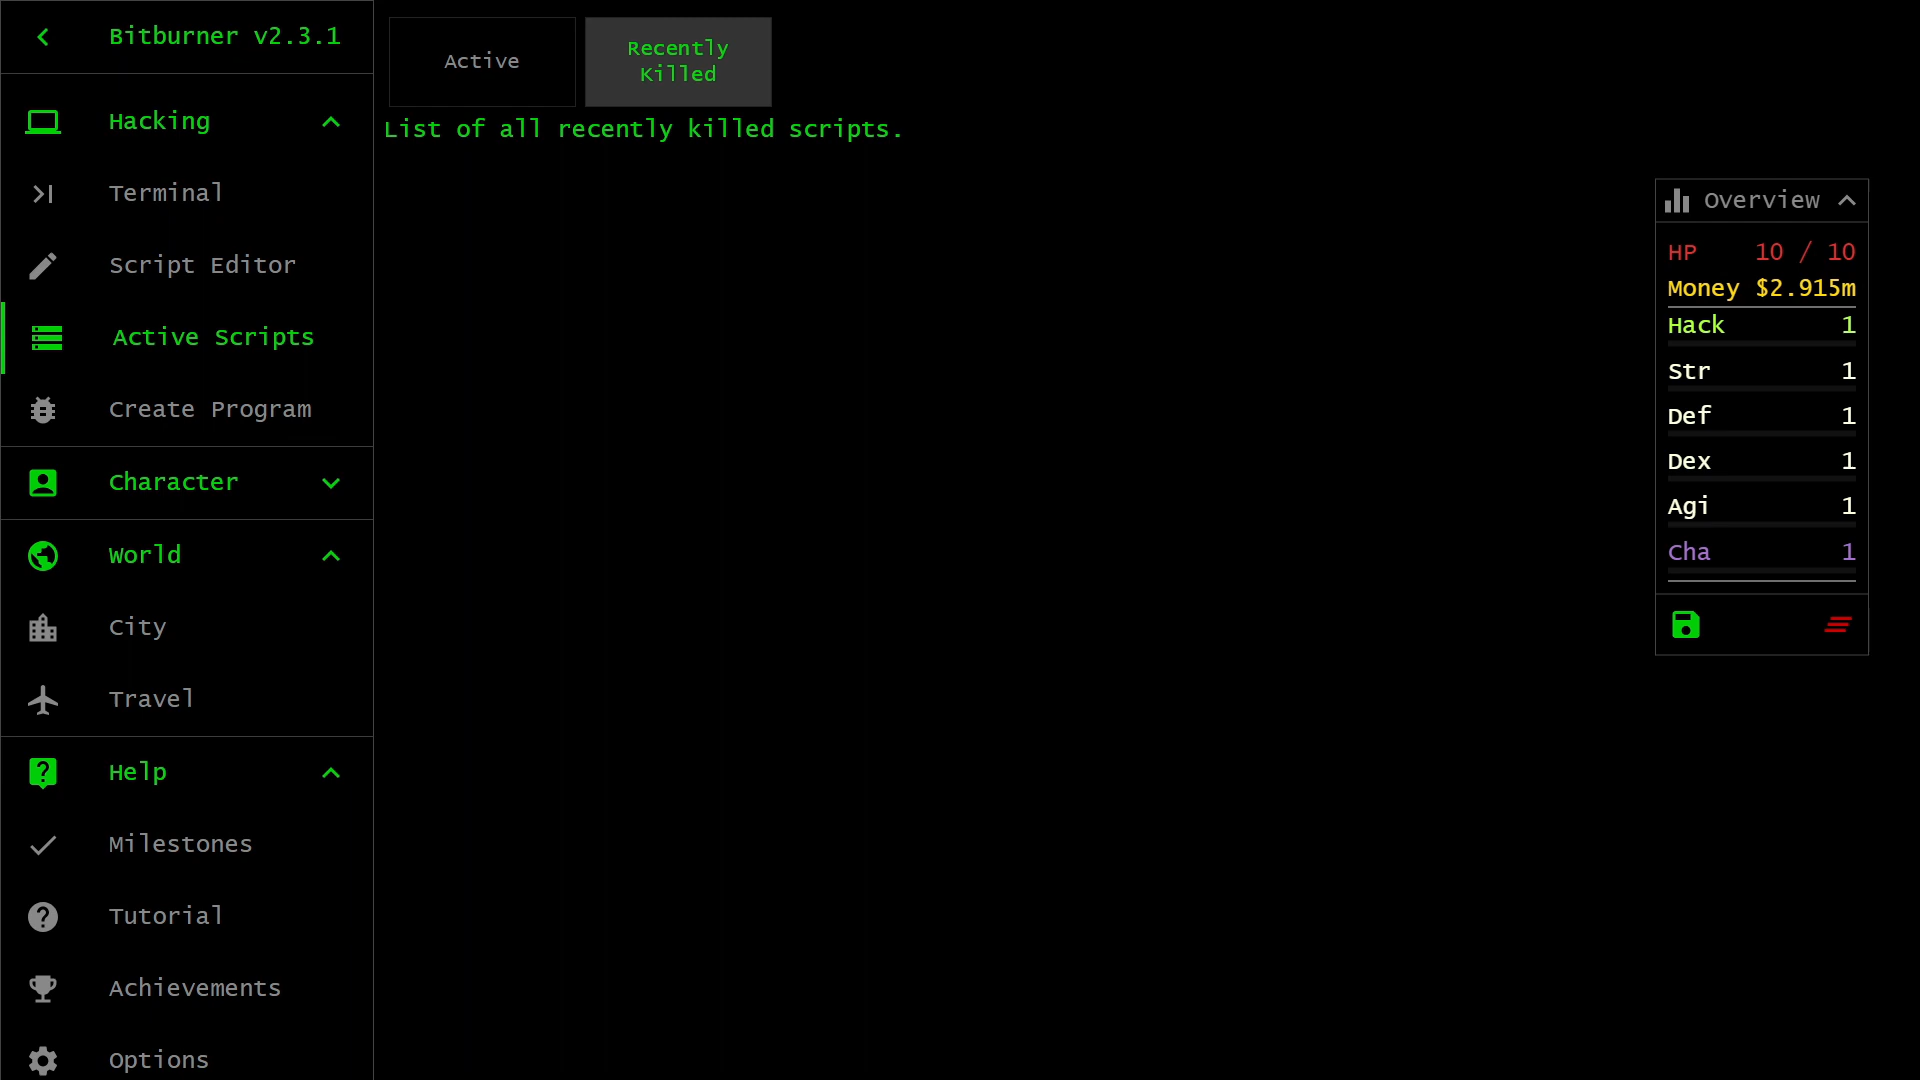 Bitburner v2.3.1
Hacking
Terminal
Script Editor
Active Scripts
Create Program
Character
World
City
Travel
Help
Milestones
Tutorial
Achievements
Options
Active
Recently
Killed
List of all recently killed scripts.
Overview
HP 10 / 10
Money $2.915m
Hack 1
Str 1
Def 1
Dex 1
Agi 1
Cha 1